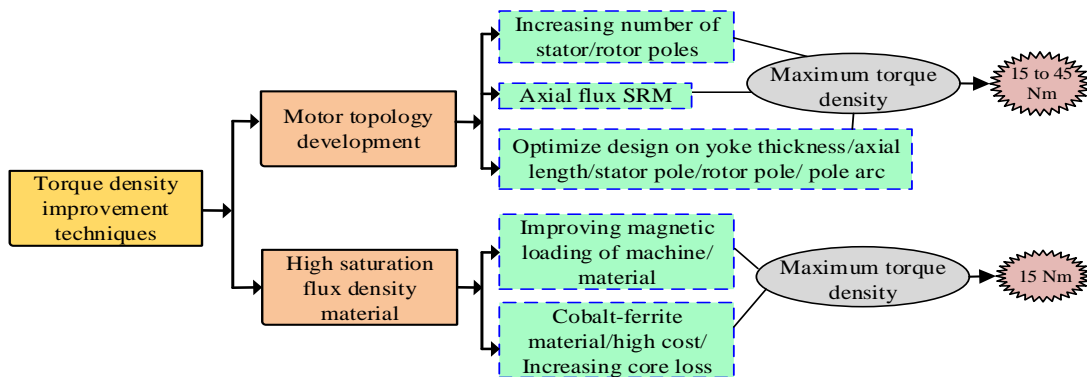 Torque density
improvement
techniques
Motor topology
development
High saturation
flux density
material
Increasing number of
stator/rotor poles
Axial flux SRM
Optimize design on yoke thickness/axial
length/stator pole/rotor pole/ pole arc
Improving magnetic
loading of machine/
material
Cobalt-ferrite
material/high cost/
Increasing core loss
Maximum torque
density
15 to 45
Nm
Maximum torque
density
15 Nm